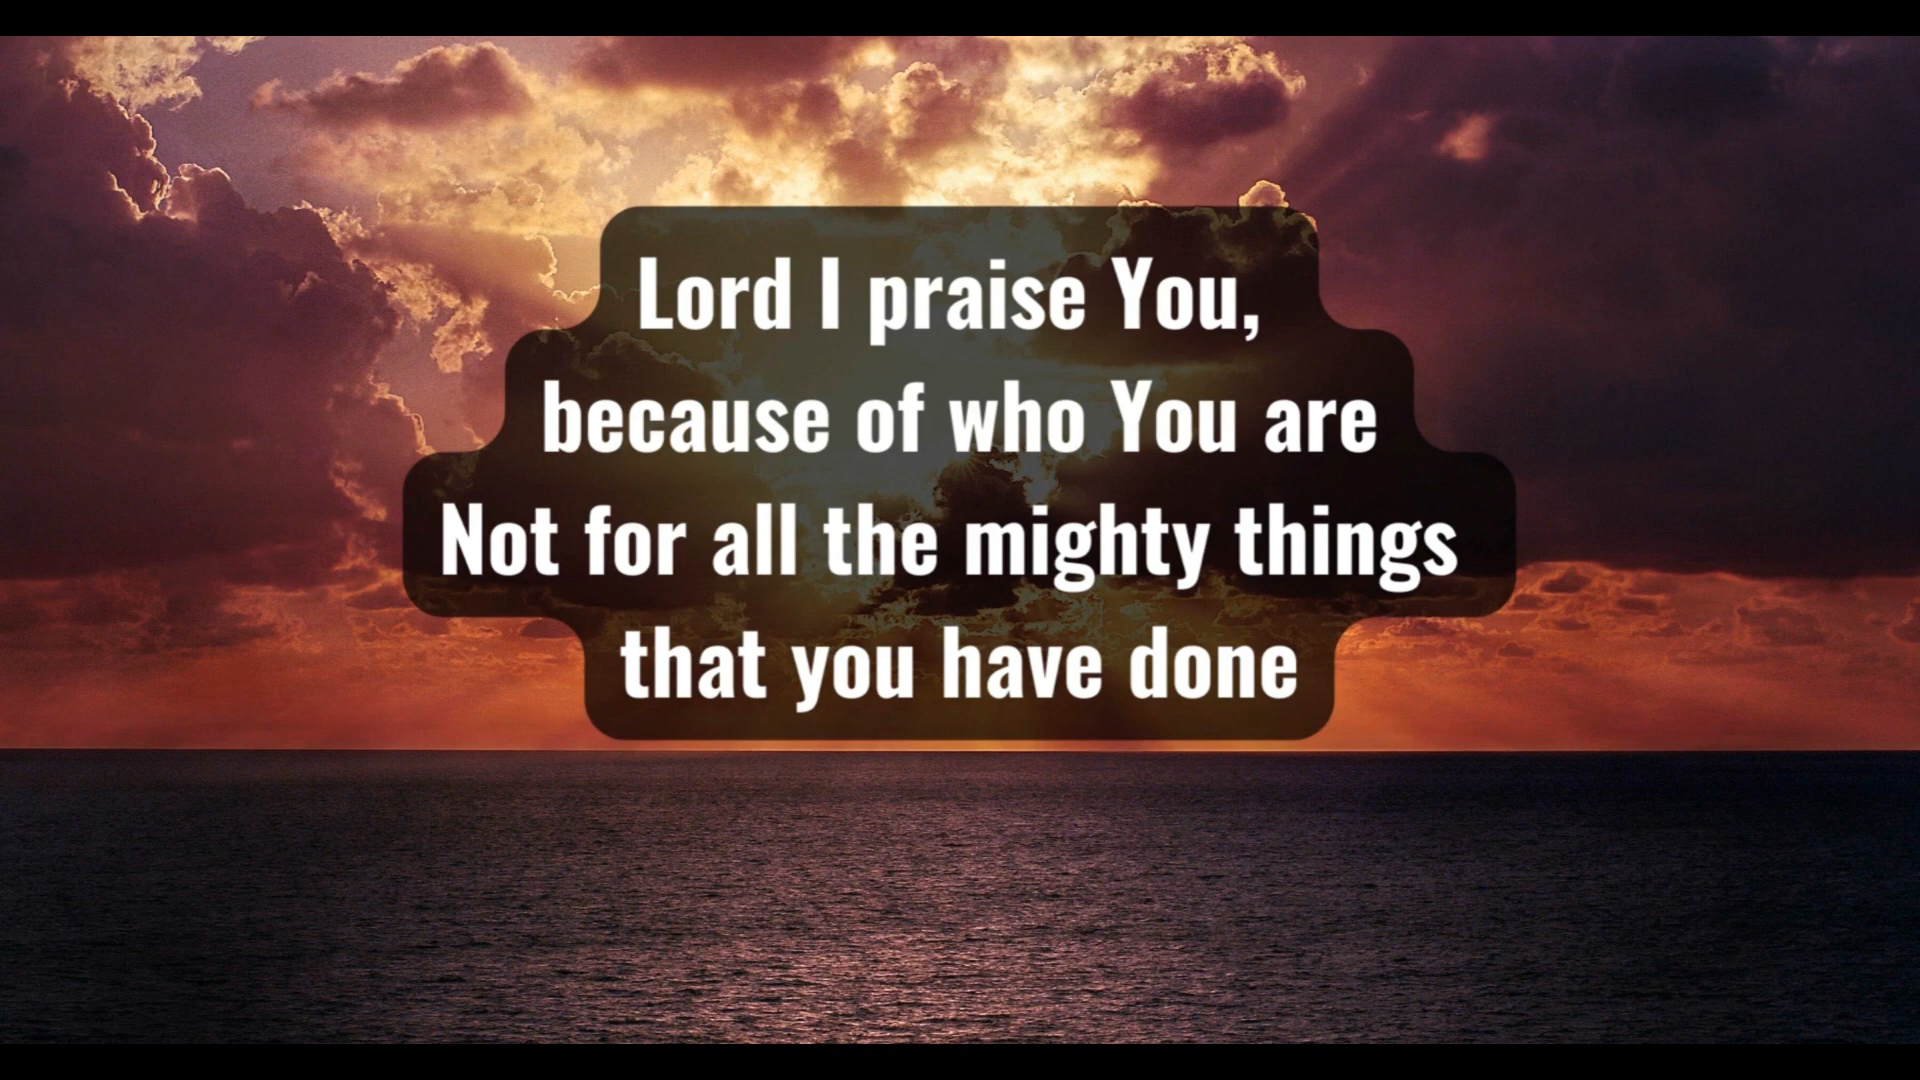 Lord I praise You,
because of who You are
Not for all the mighty things
that you have done